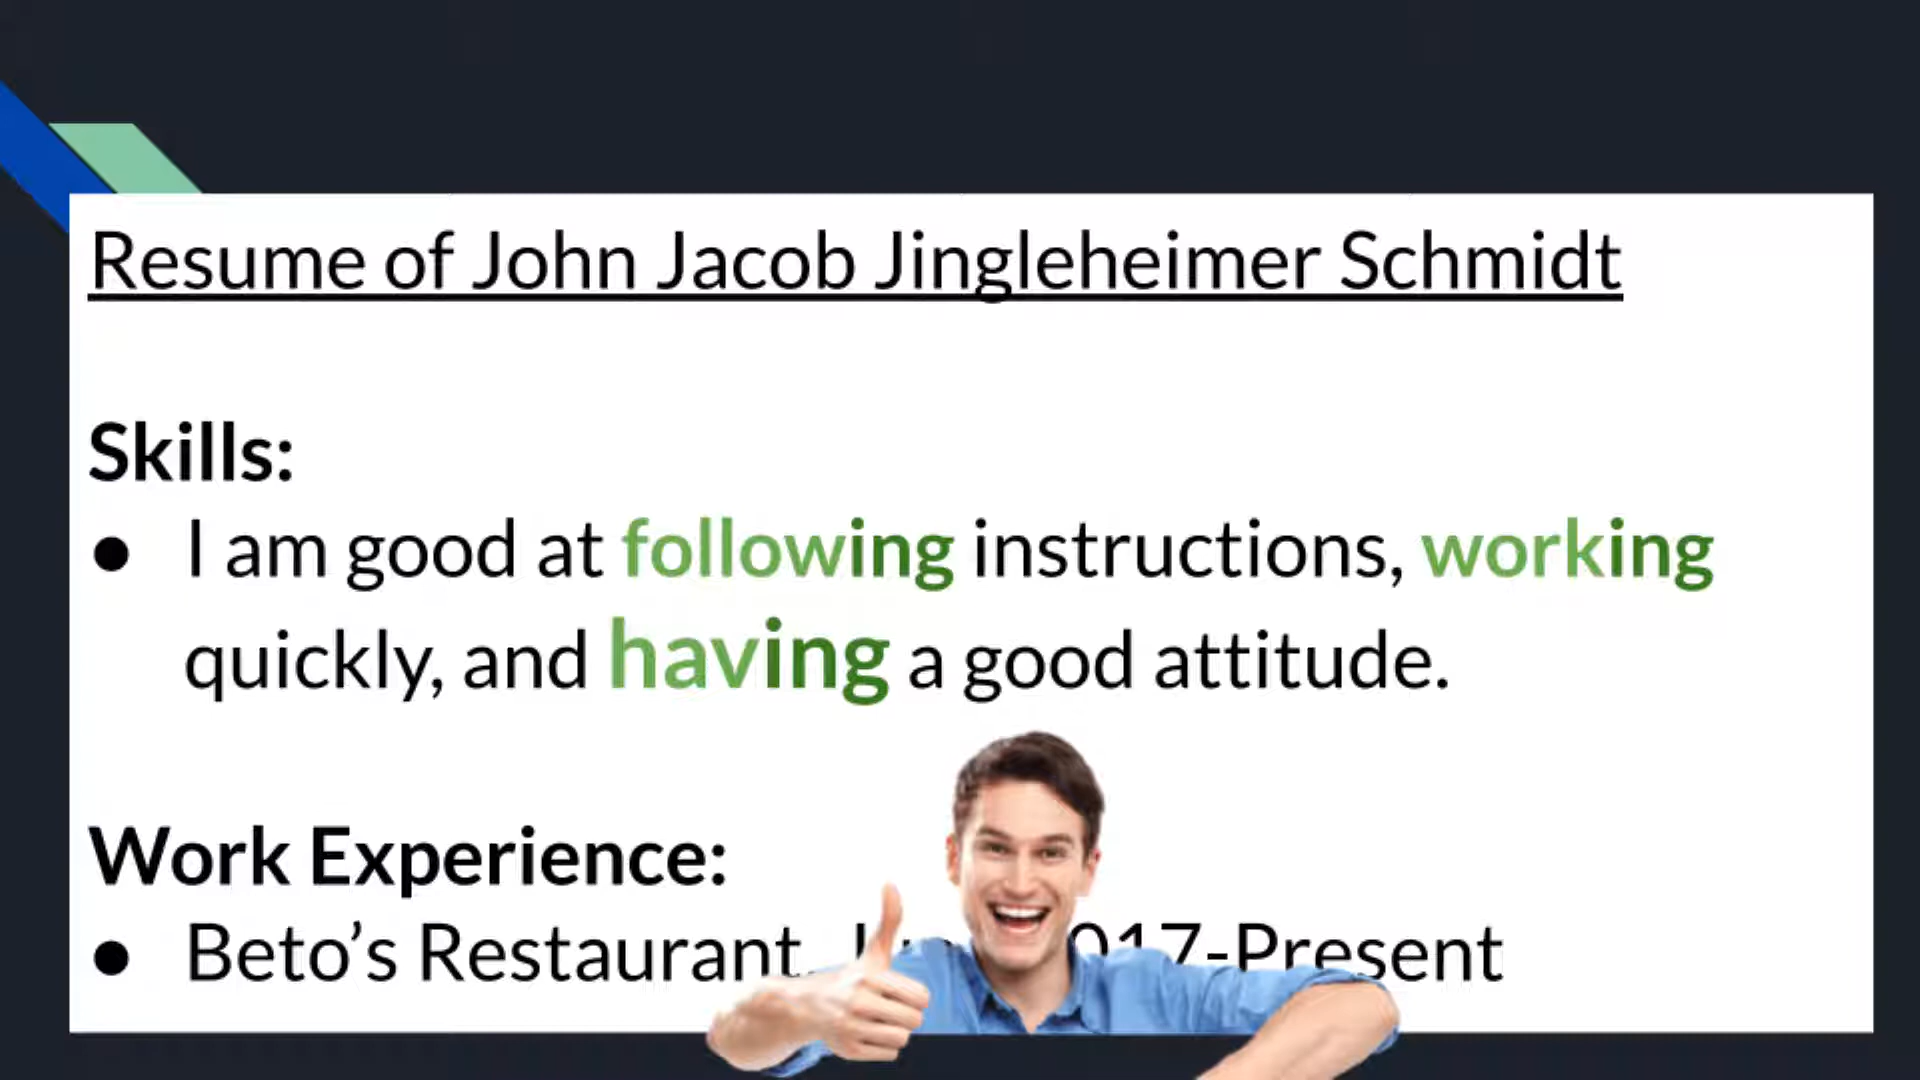 Resume of John Jacob Jingleheimer Schmidt
Skills:
● I am good at following instructions, working
quickly, and having a good attitude.
Work Experience:
● Beto’s Restaurant, 017-Present